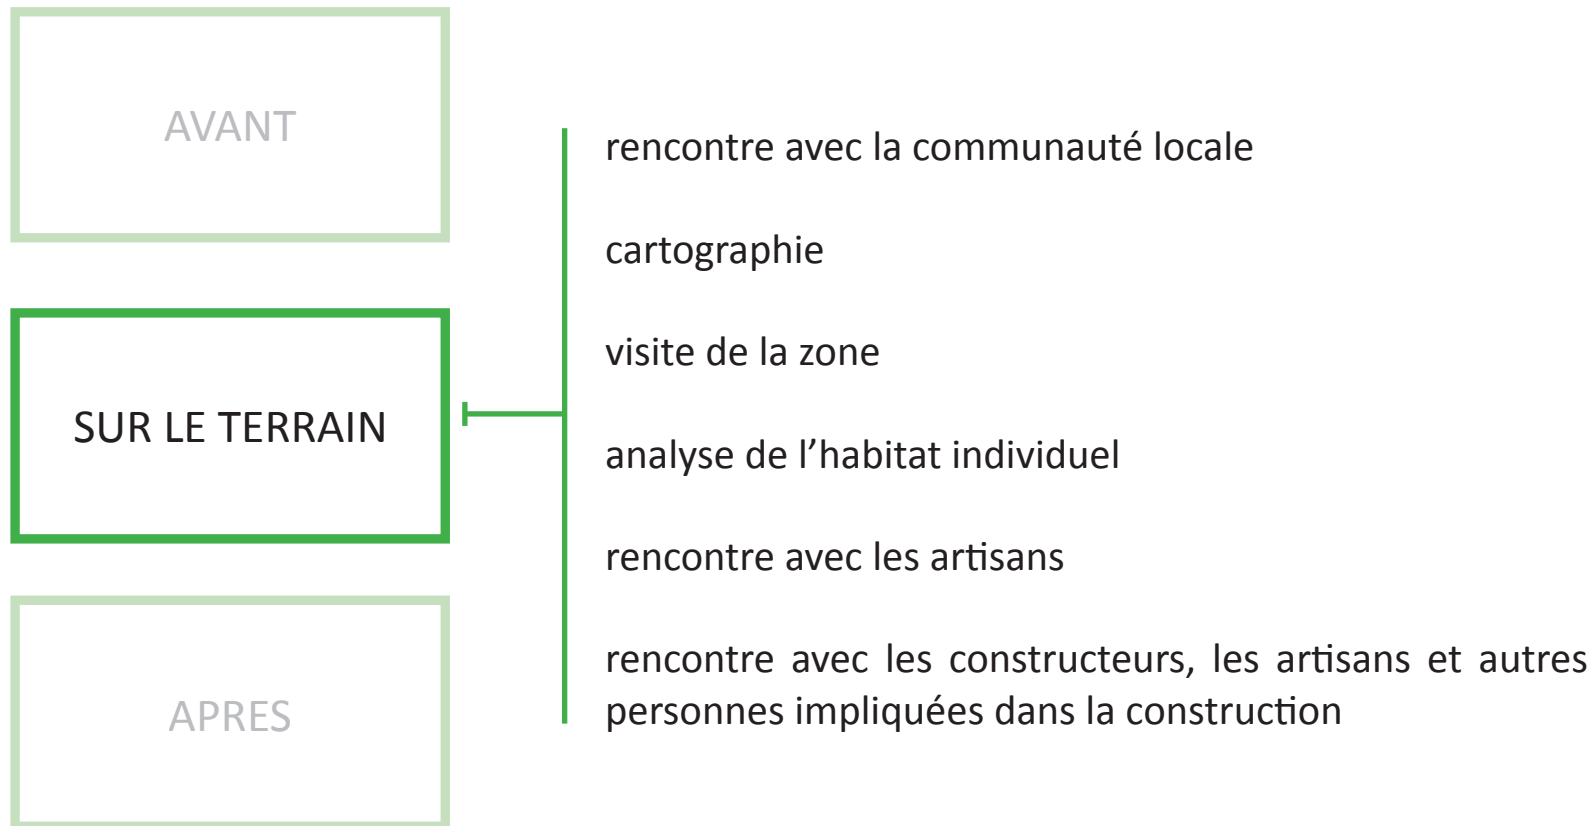 AVANT
SUR LE TERRAIN
APRES
rencontre avec la communauté locale
cartographie
visite de la zone
analyse de l’habitat individuel
rencontre avec les artisans
rencontre avec les constructeurs, les artisans et autres
personnes impliquées dans la construction